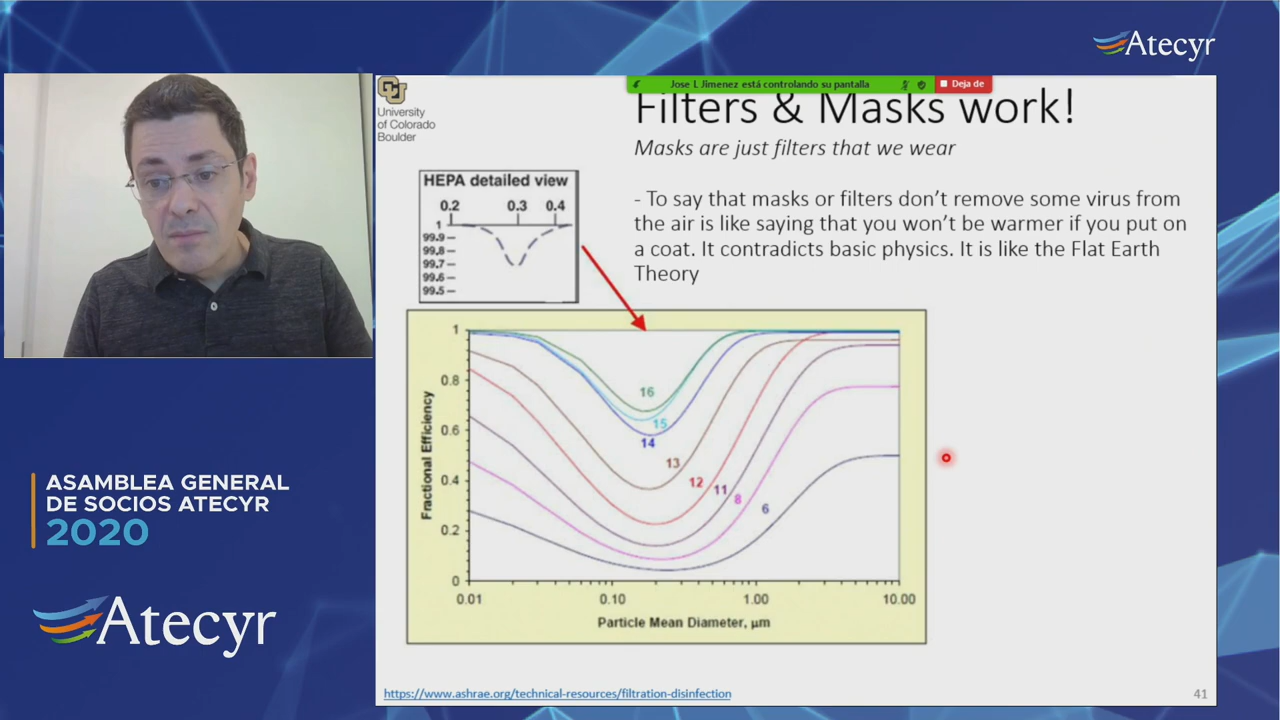 Atecyr
Jose L Jimenez está controlando su pantalla
Deja de
University
of Colorado
Boulder
Filters & Masks work!
Masks are just filters that we wear
- To say that masks or filters don't remove some virus from
the air is like saying that you won't be warmer if you put on
a coat. It contradicts basic physics. It is like the Flat Earth
Theory
HEPA detailed view
0.2 0.3 0.4
1
99.9
99.8
99.7
99.6
99.5
Fractional Efficiency
1
0.8
0.6
0.4
0.2
0
16
15
14
13
12
11
8
6
0.01 0.10 1.00 10.00
Particle Mean Diameter, µm
https://www.ashrae.org/technical-resources/filtration-disinfection
41
ASAMBLEA GENERAL
DE SOCIOS ATECYR
2020
Atecyr